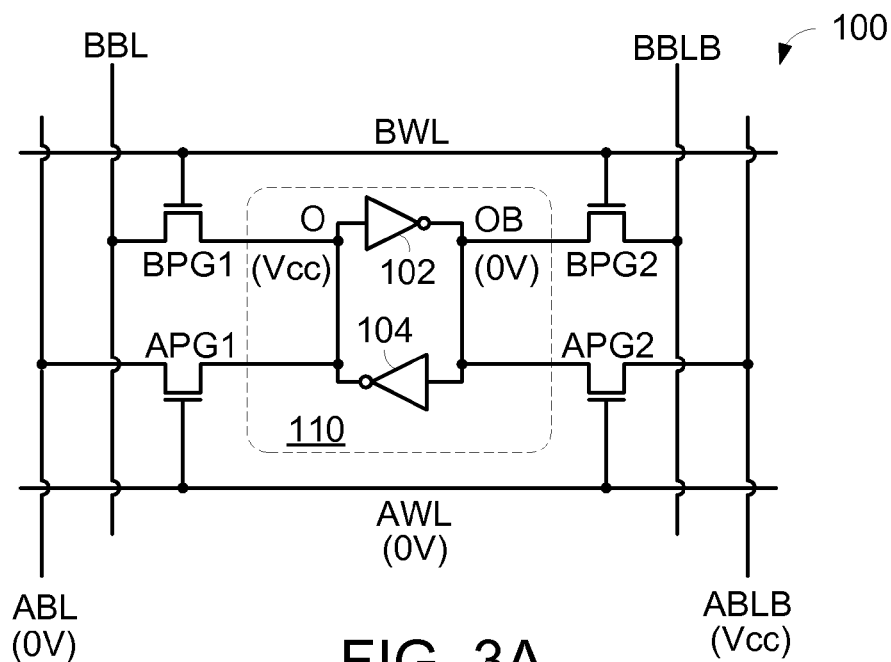 100
BBL
BBLB
BWL
O
OB
BPG1
(Vcc)
102
(0V)
BPG2
APG1
104
APG2
110
AWL
(0V)
ABL
(0V)
ABLB
(Vcc)
FIG. 3A